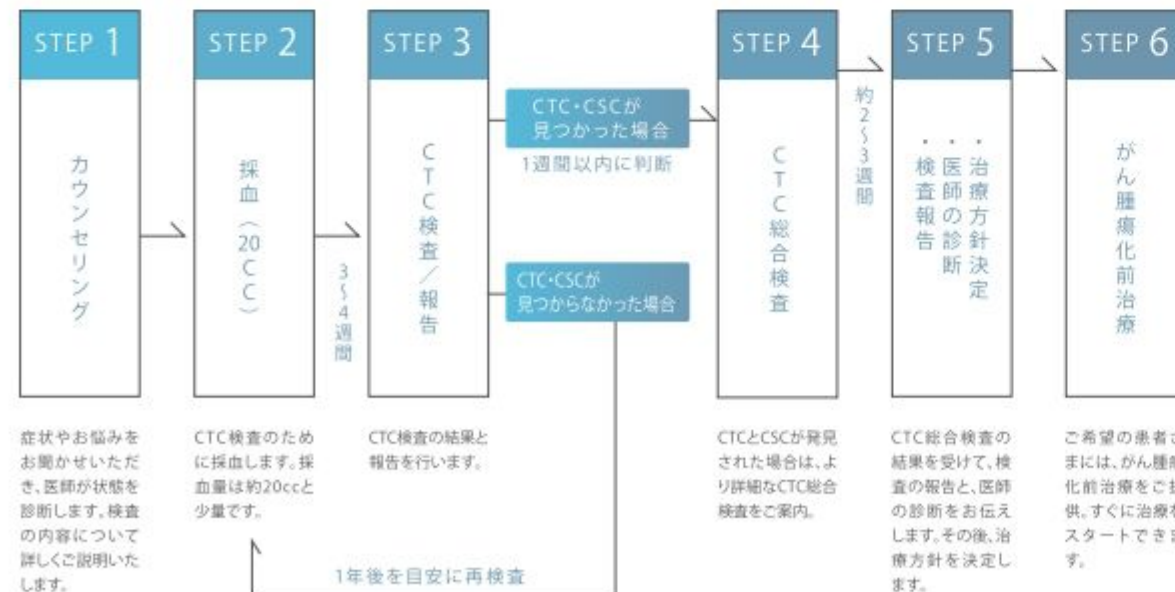 STEP 1
カウンセリング
症状やお悩みを
お聞かせいただ
き、医師が状態を
診断します。検査
の内容について
詳しくご説明いた
します。
STEP 2
採血（20CC）
CTC検査のため
に採血します。採
血量は約20ccと
少量です。
3〜4週間
STEP 3
CTC検査／報告
CTC検査の結果と
報告を行います。
CTC・CSCが
見つかった場合
1週間以内に判断
CTC・CSCが
見つからなかった場合
1年後を目安に再検査
STEP 4
CTC総合検査
CTCとCSCが発見
された場合は、よ
り詳細なCTC総合
検査をご案内。
約2〜3週間
STEP 5
・治療方針決定
・医師の診断
・検査報告
CTC総合検査の
結果を受けて、検
査の報告と、医師
の診断をお伝え
します。その後、治
療方針を決定し
ます。
STEP 6
がん腫瘍化前治療
ご希望の患者さ
まには、がん腫瘍
化前治療をご提
供。すぐに治療を
スタートできま
す。